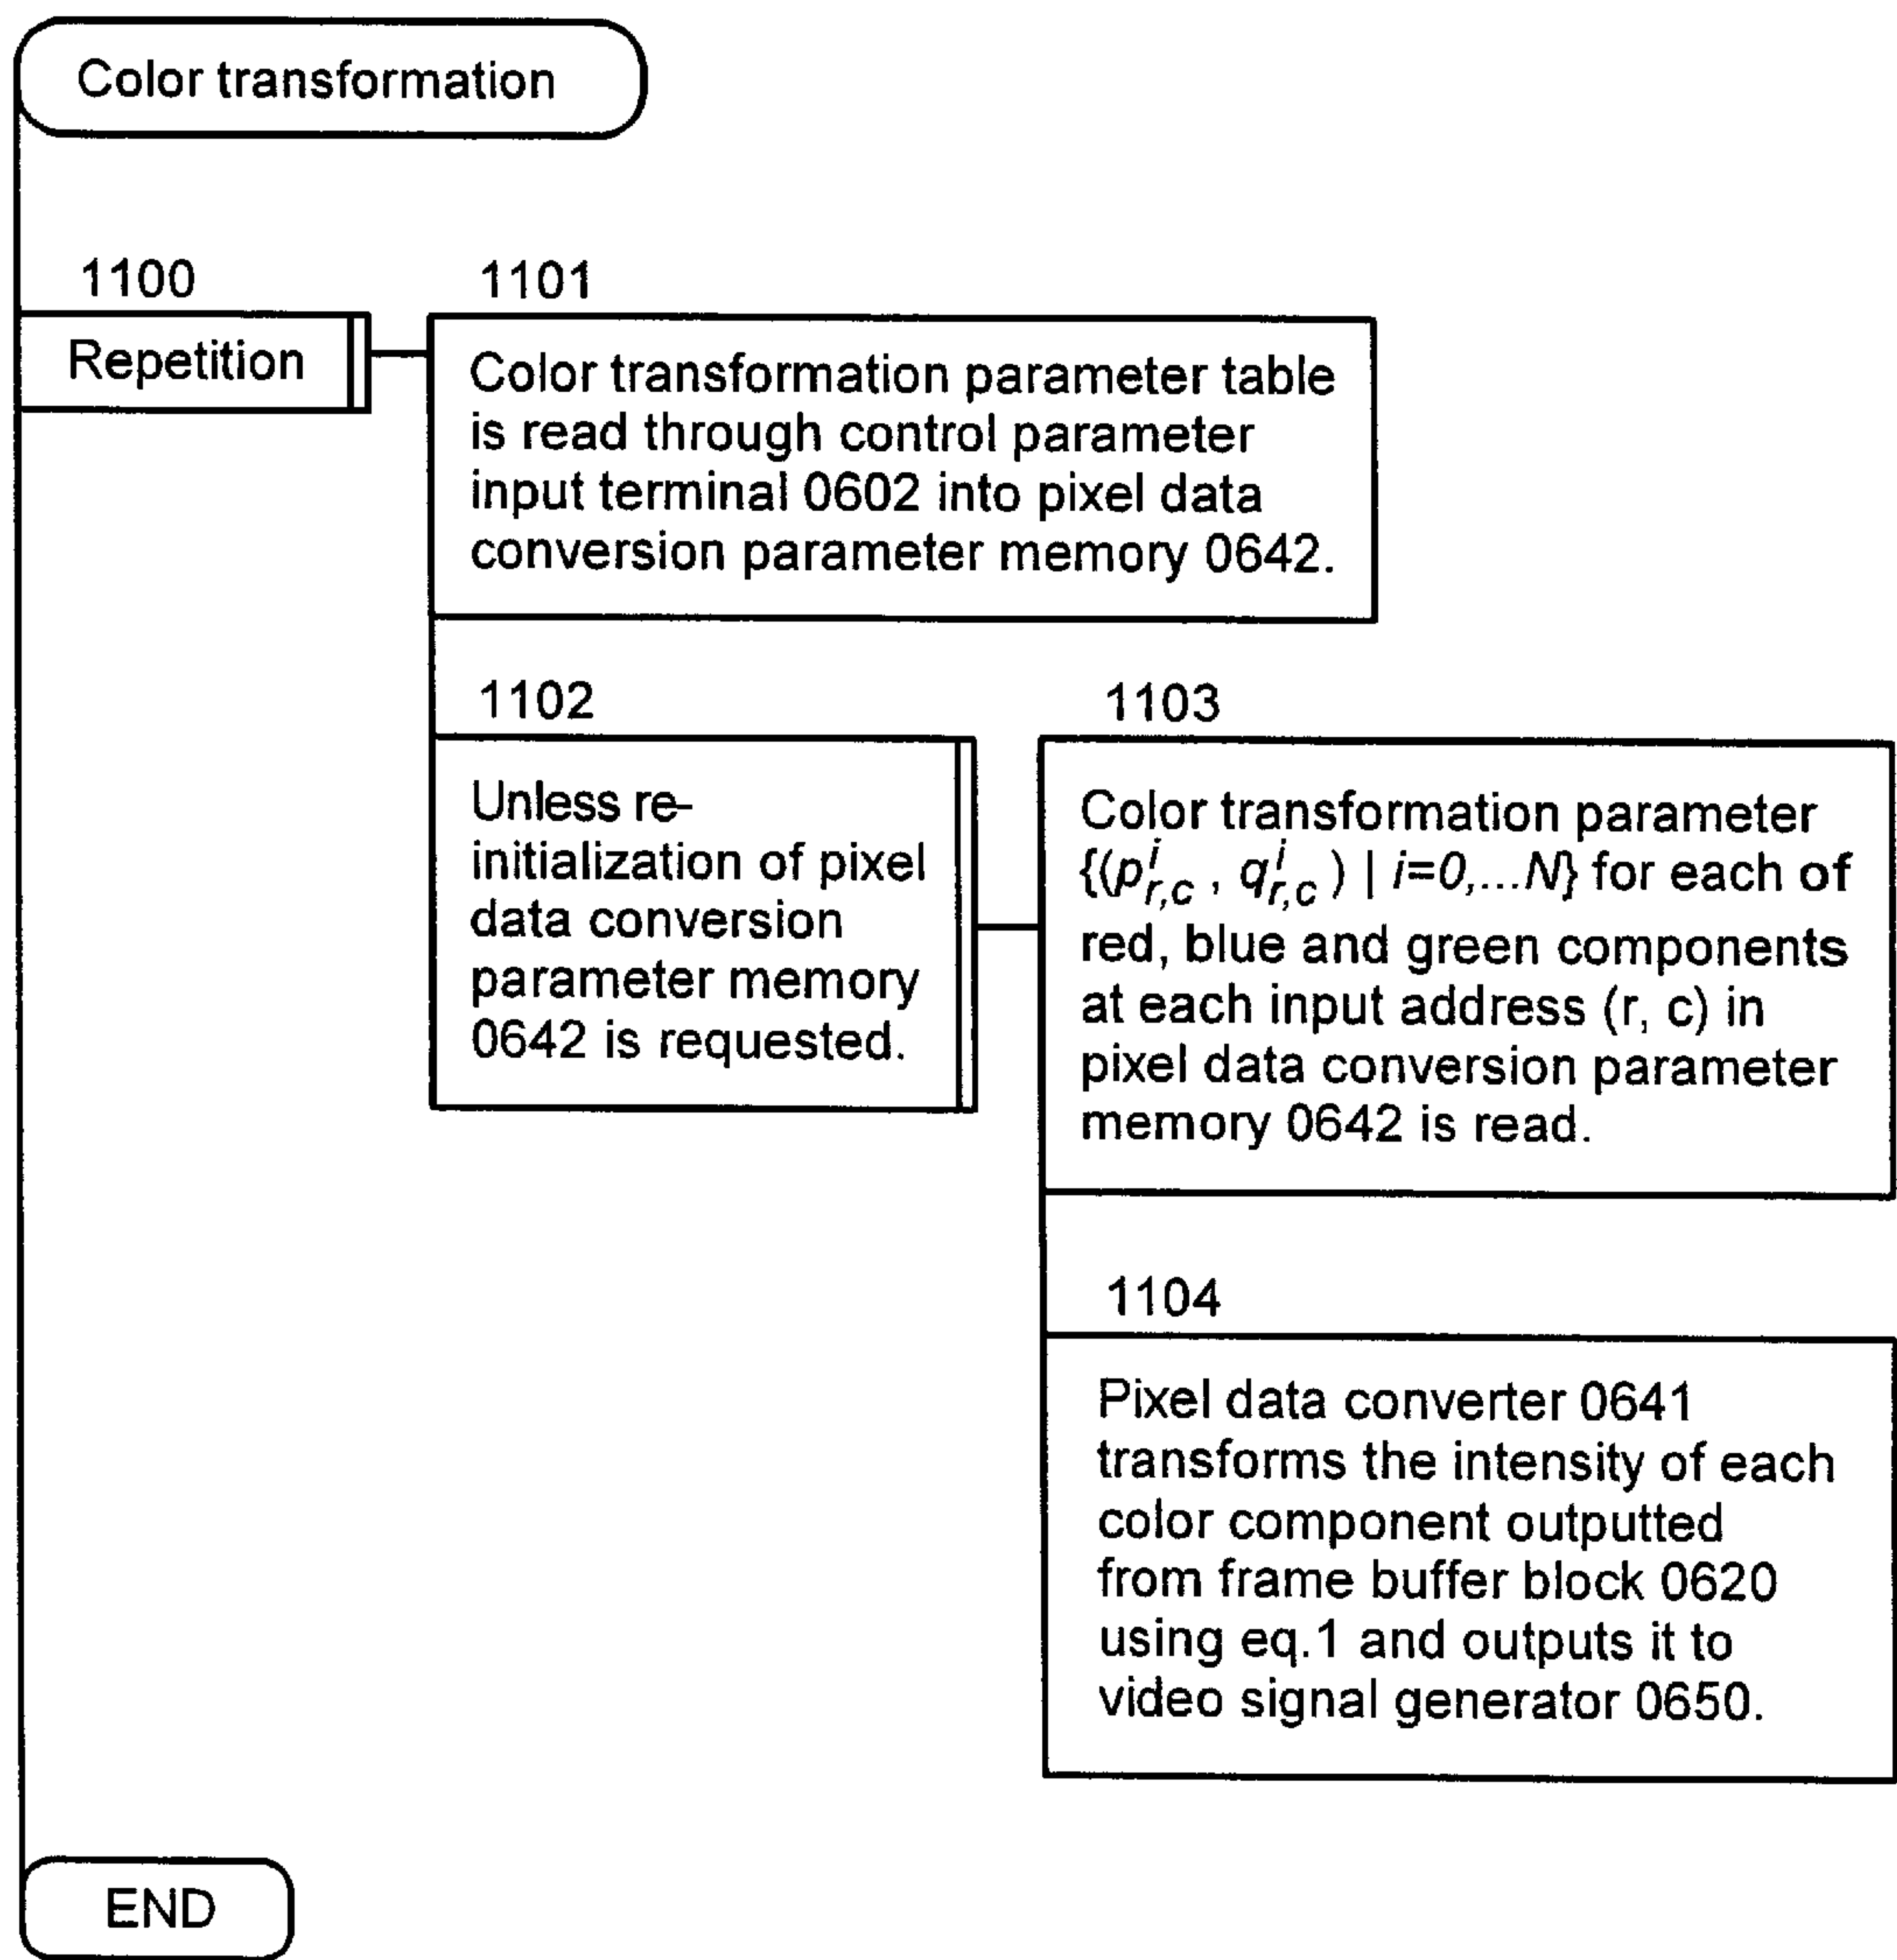 Color transformation
1100
Repetition
1101
Color transformation parameter table
is read through control parameter
input terminal 0602 into pixel data
conversion parameter memory 0642.
1102
Unless re-
initialization of pixel
data conversion
parameter memory
0642 is requested.
1103
Color transformation parameter
{(p^i_{r,c} , q^i_{r,c} ) | i=0,...N} for each of
red, blue and green components
at each input address (r, c) in
pixel data conversion parameter
memory 0642 is read.
1104
Pixel data converter 0641
transforms the intensity of each
color component outputted
from frame buffer block 0620
using eq.1 and outputs it to
video signal generator 0650.
END